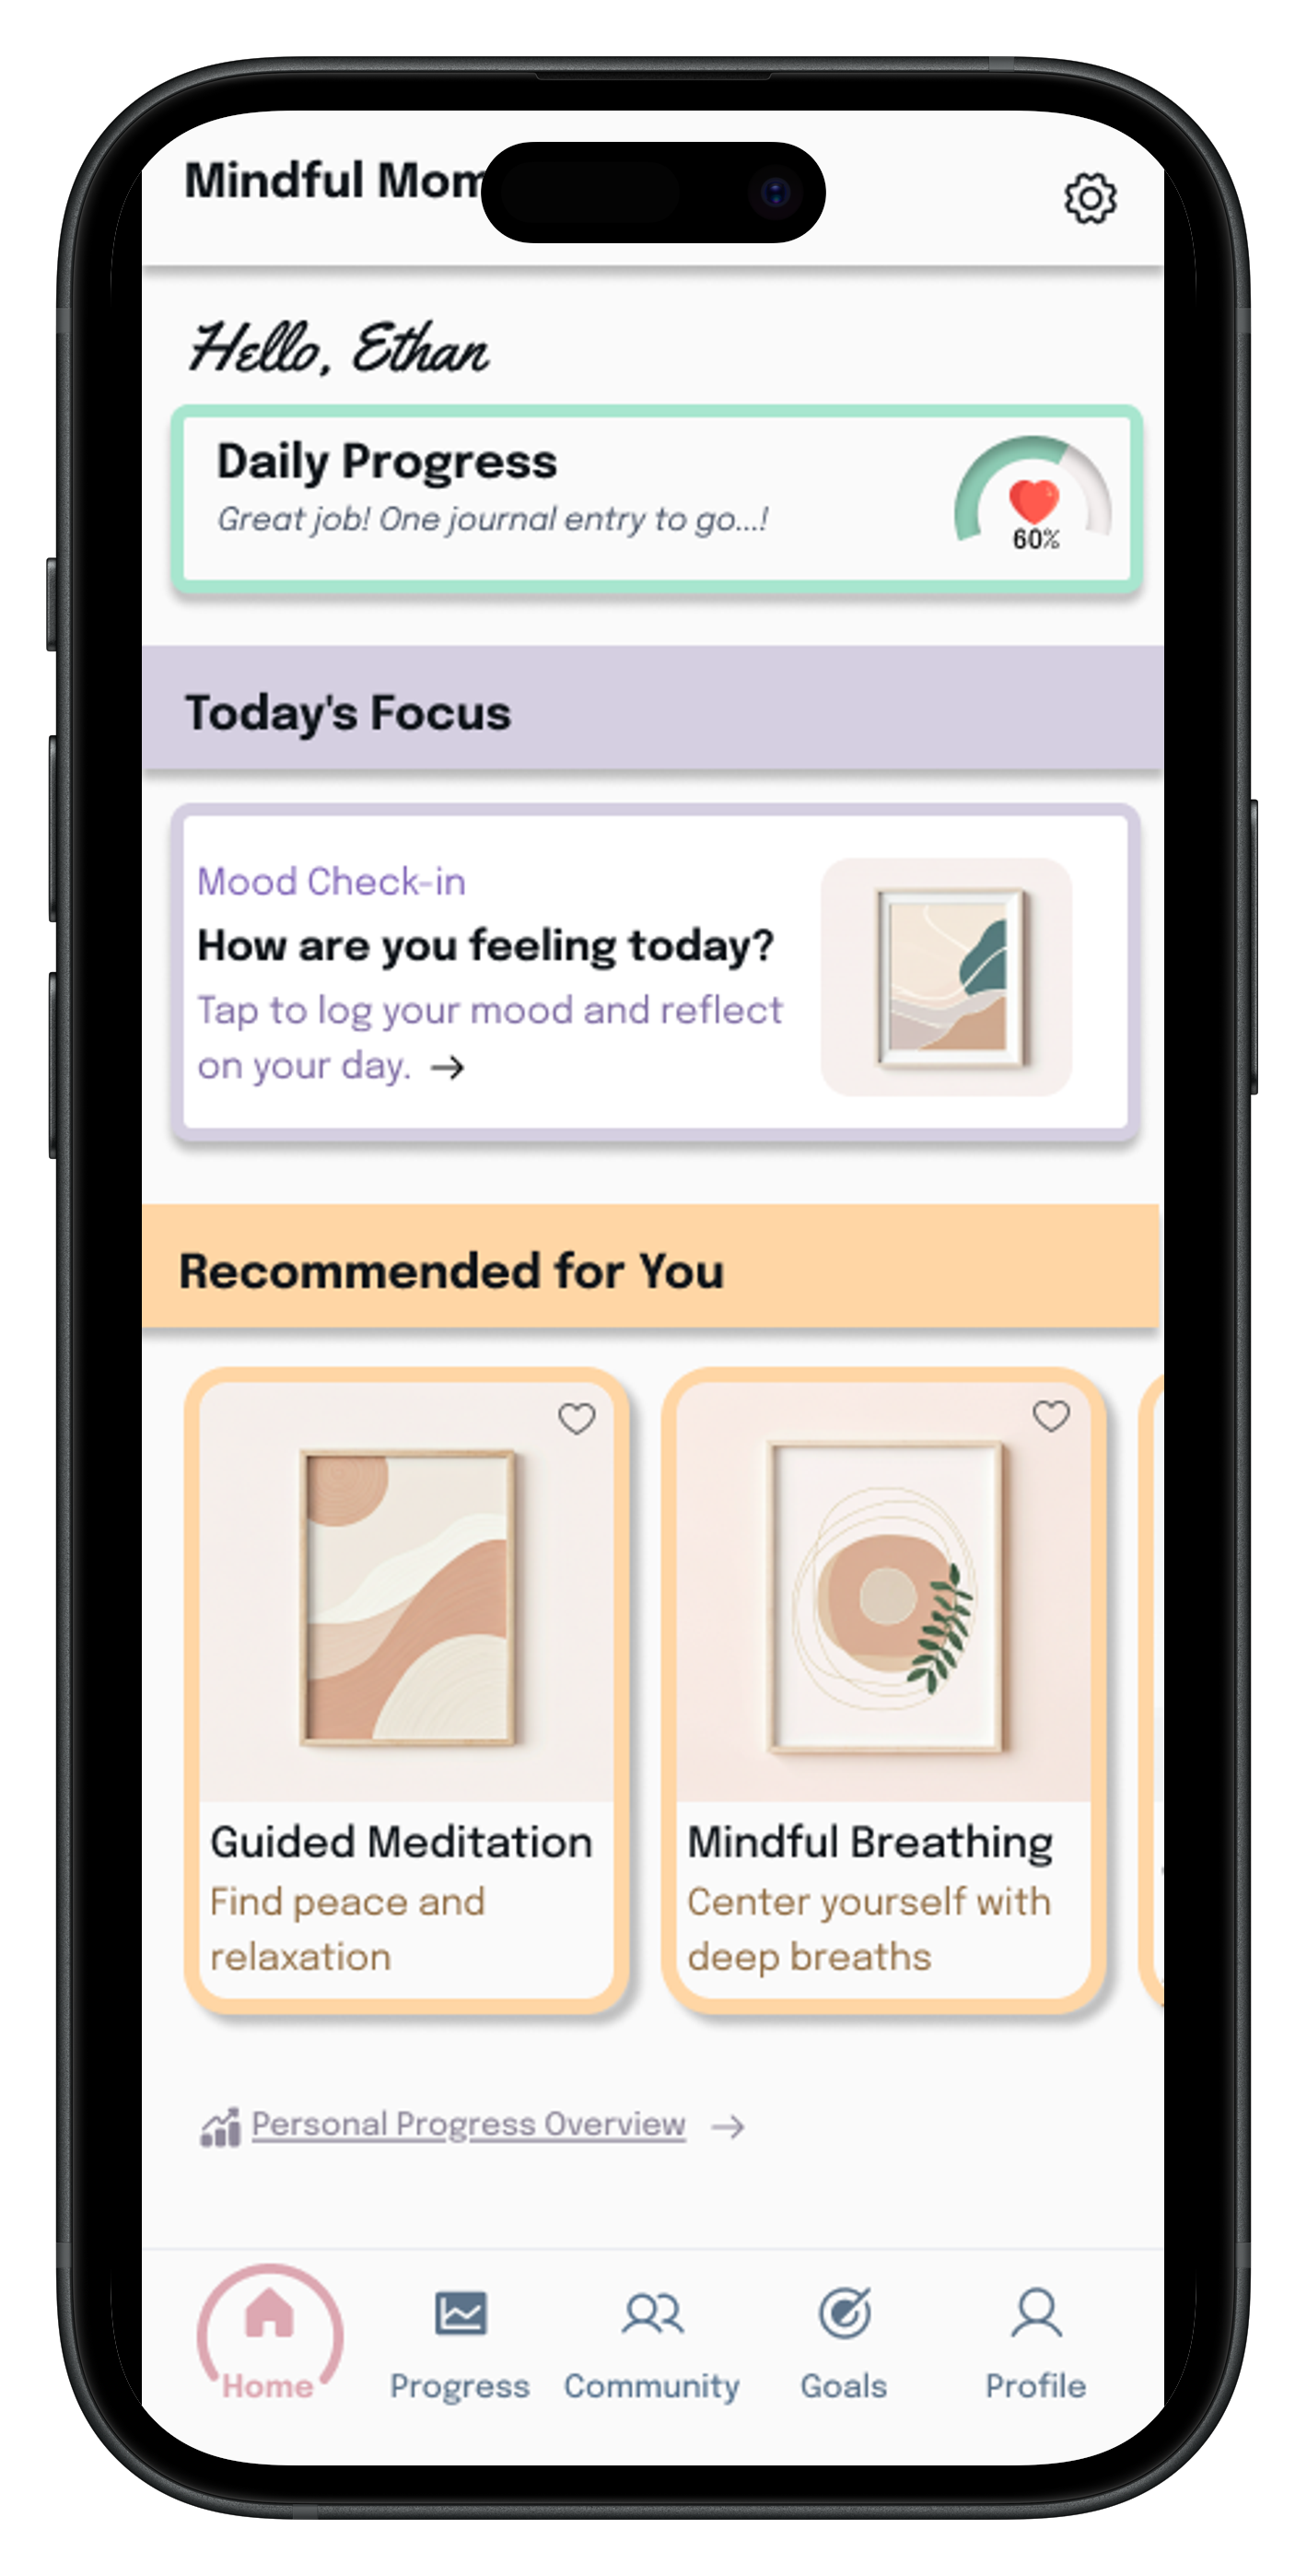 Mindful Mom
Hello, Ethan
Daily Progress
Great job! One journal entry to go...!
60%
Today's Focus
Mood Check-in
How are you feeling today?
Tap to log your mood and reflect
on your day. →
Recommended for You
Guided Meditation
Find peace and
relaxation
Mindful Breathing
Center yourself with
deep breaths
Personal Progress Overview →
Home
Progress
Community
Goals
Profile